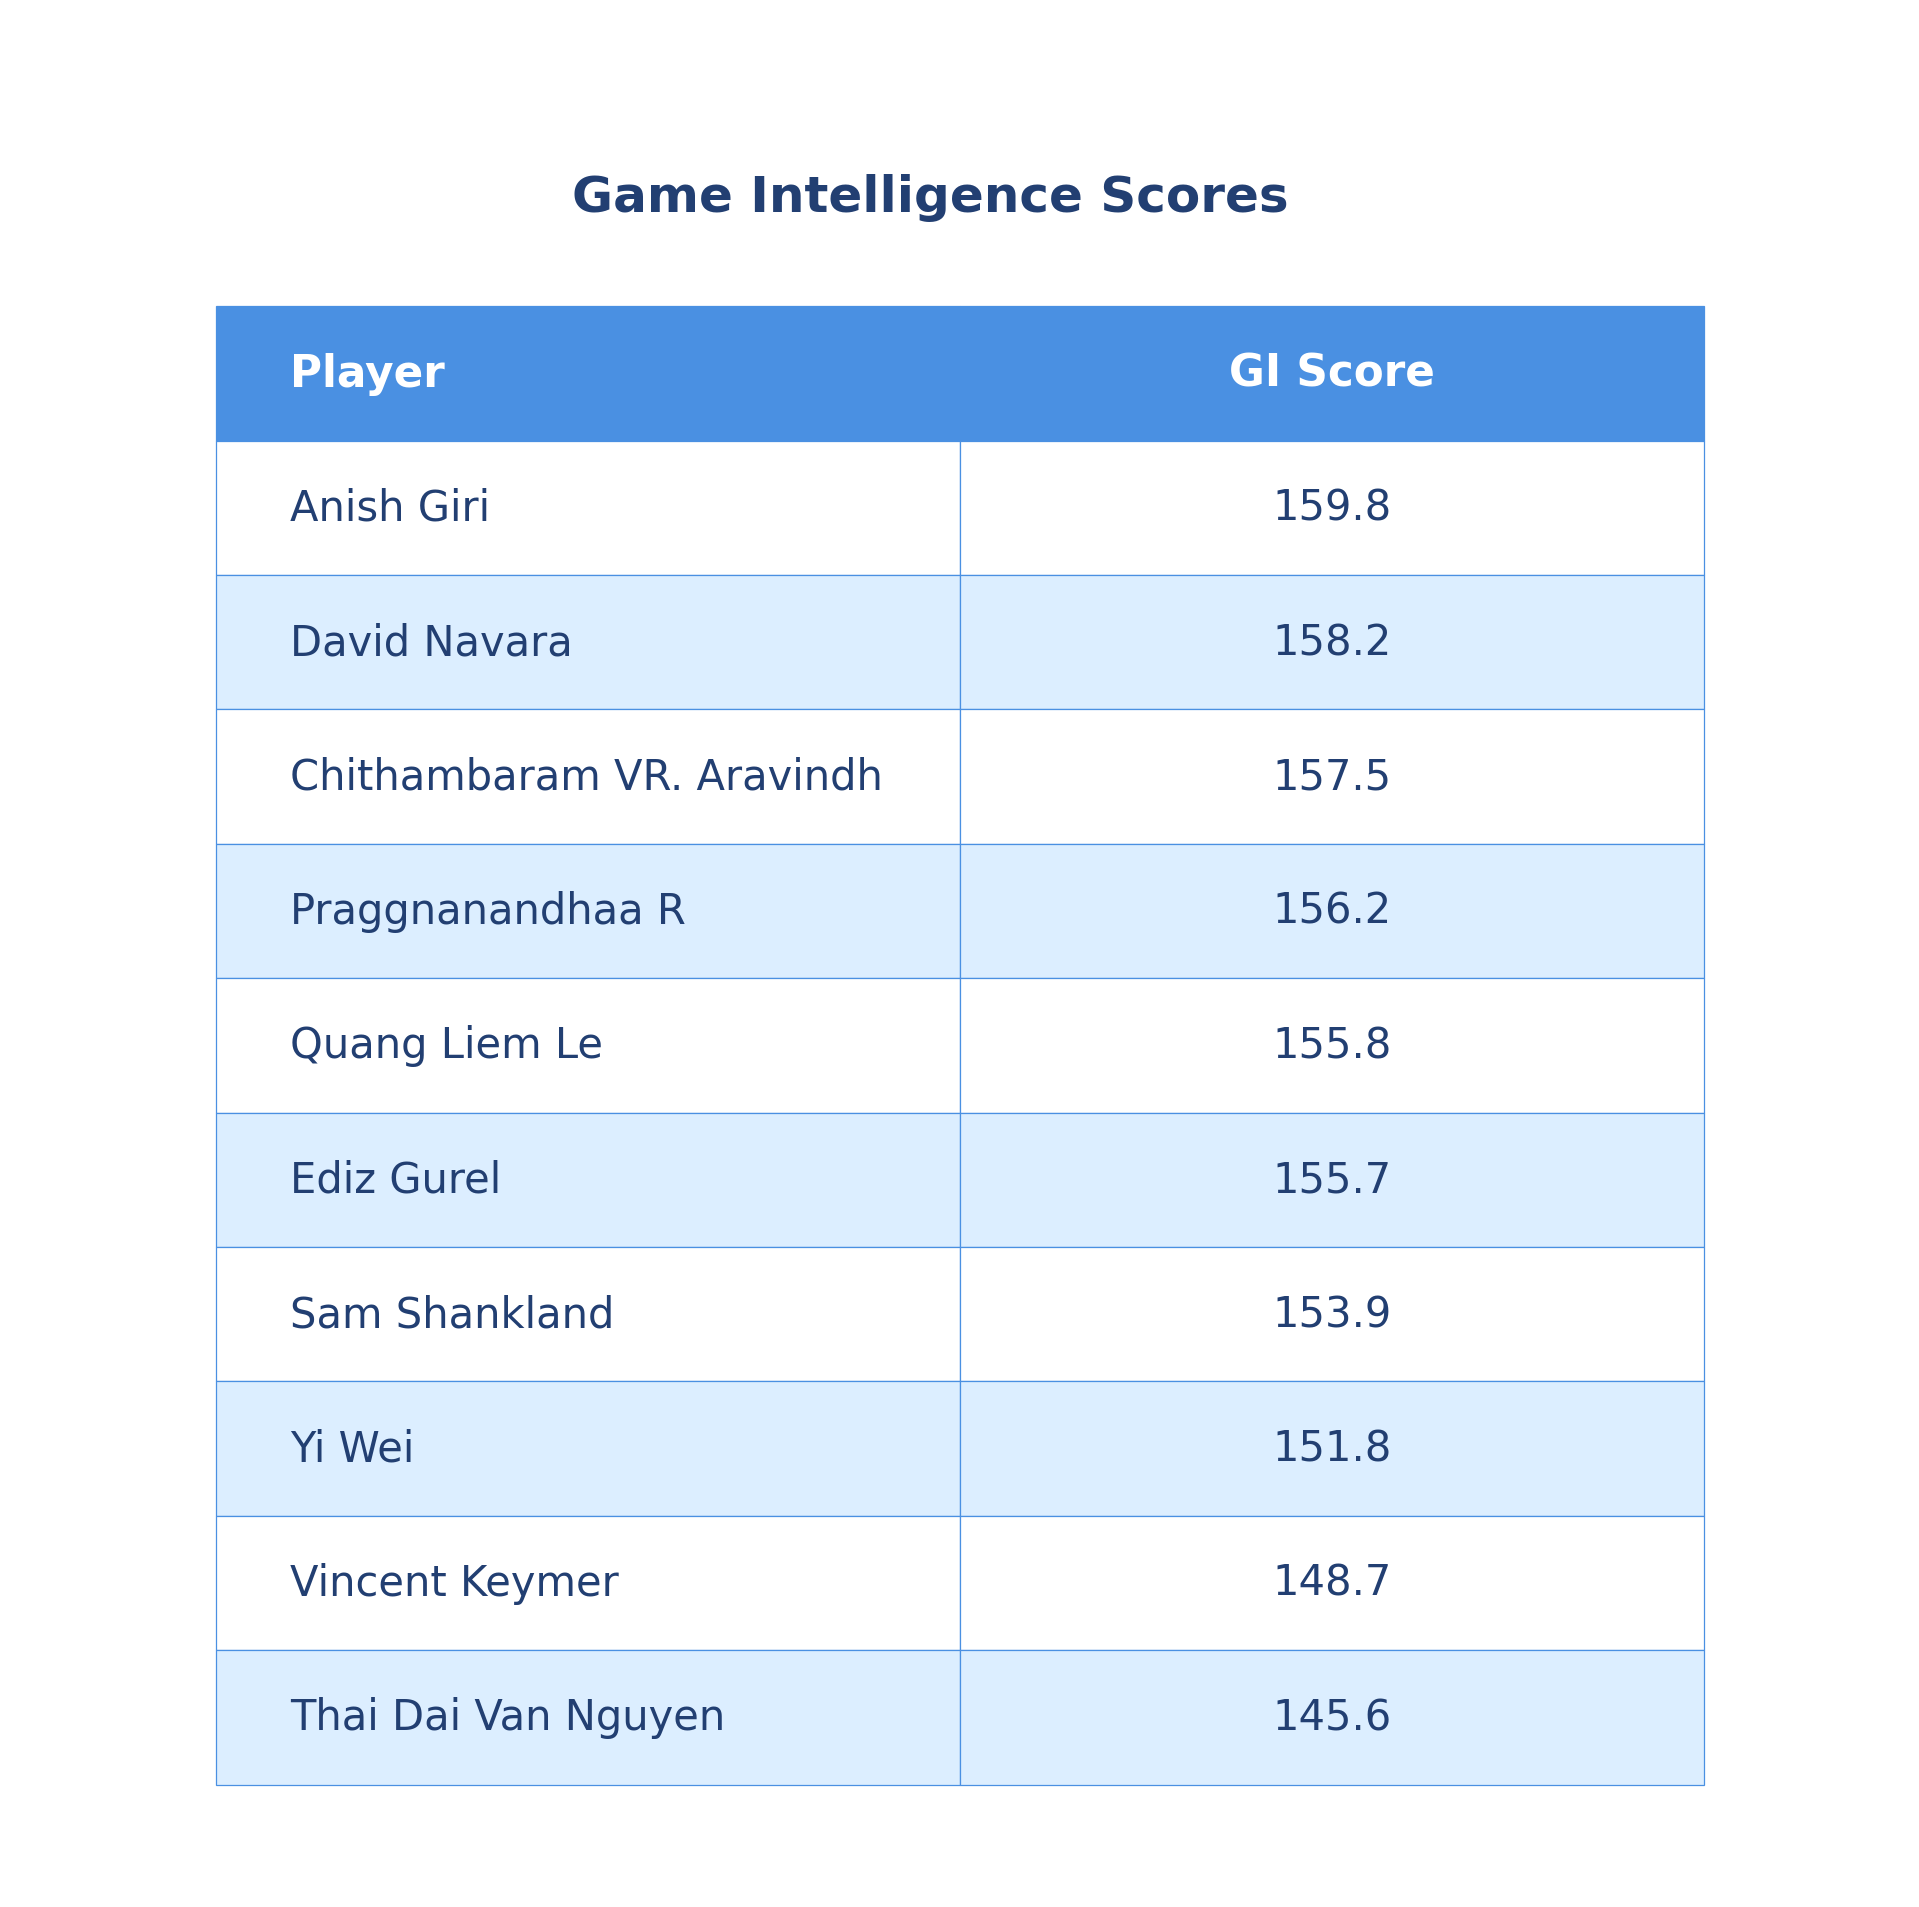 Game Intelligence Scores
Player GI Score
Anish Giri 159.8
David Navara 158.2
Chithambaram VR. Aravindh 157.5
Praggnanandhaa R 156.2
Quang Liem Le 155.8
Ediz Gurel 155.7
Sam Shankland 153.9
Yi Wei 151.8
Vincent Keymer 148.7
Thai Dai Van Nguyen 145.6